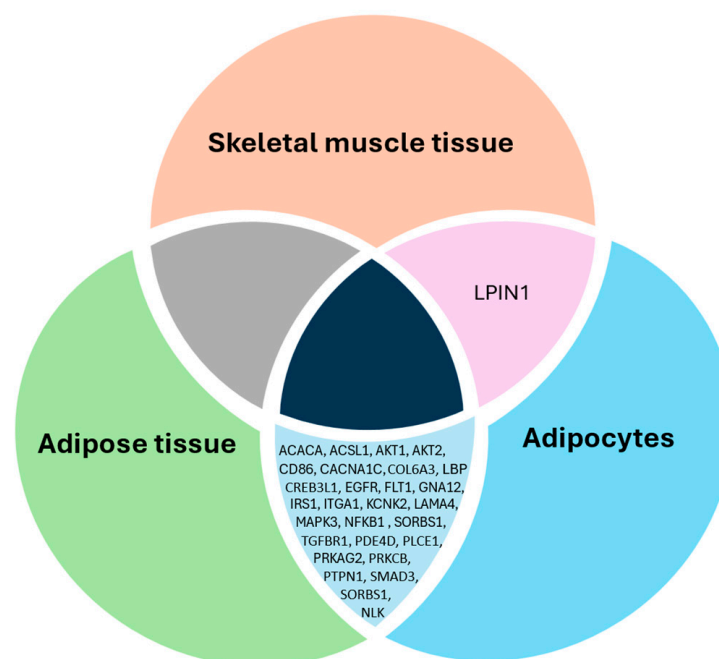 Skeletal muscle tissue
LPIN1
Adipose tissue
Adipocytes
ACACA, ACSL1, AKT1, AKT2,
CD86, CACNA1C, COL6A3, LBP
CREB3L1, EGFR, FLT1, GNA12,
IRS1, ITGA1, KCNK2, LAMA4,
MAPK3, NFKB1 , SORBS1,
TGFBR1, PDE4D, PLCE1,
PRKAG2, PRKCB,
PTPN1, SMAD3,
SORBS1,
NLK